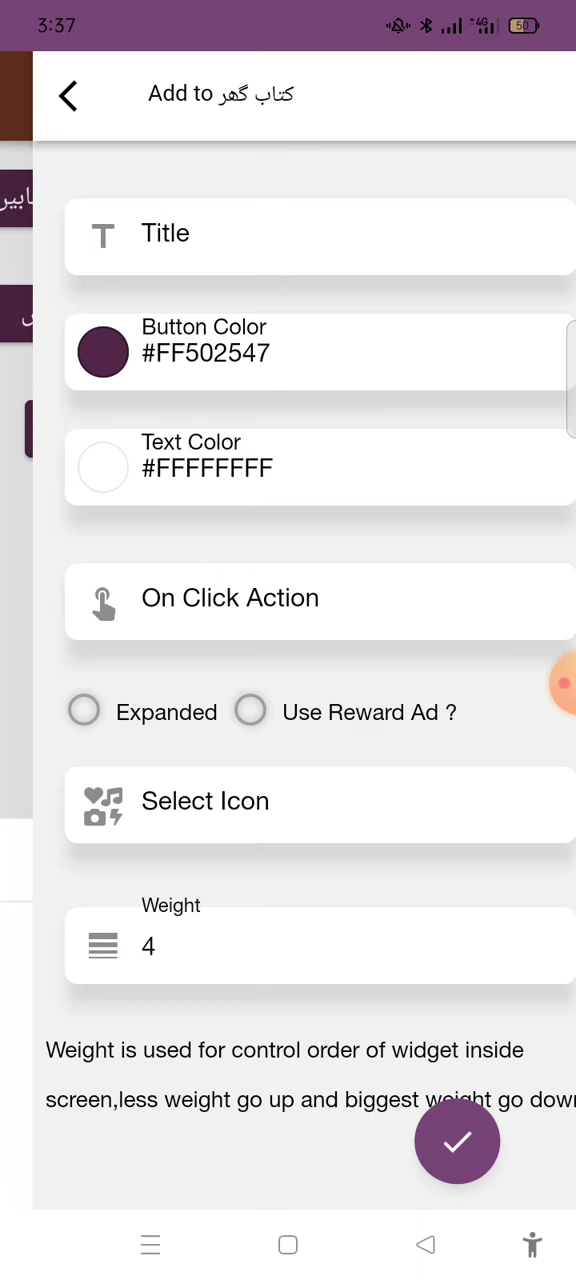 3:37
4G
50
Add to کتاب گھر
Title
Button Color
#FF502547
Text Color
#FFFFFFFF
On Click Action
Expanded
Use Reward Ad ?
Select Icon
Weight
4
Weight is used for control order of widget inside
screen,less weight go up and biggest weight go